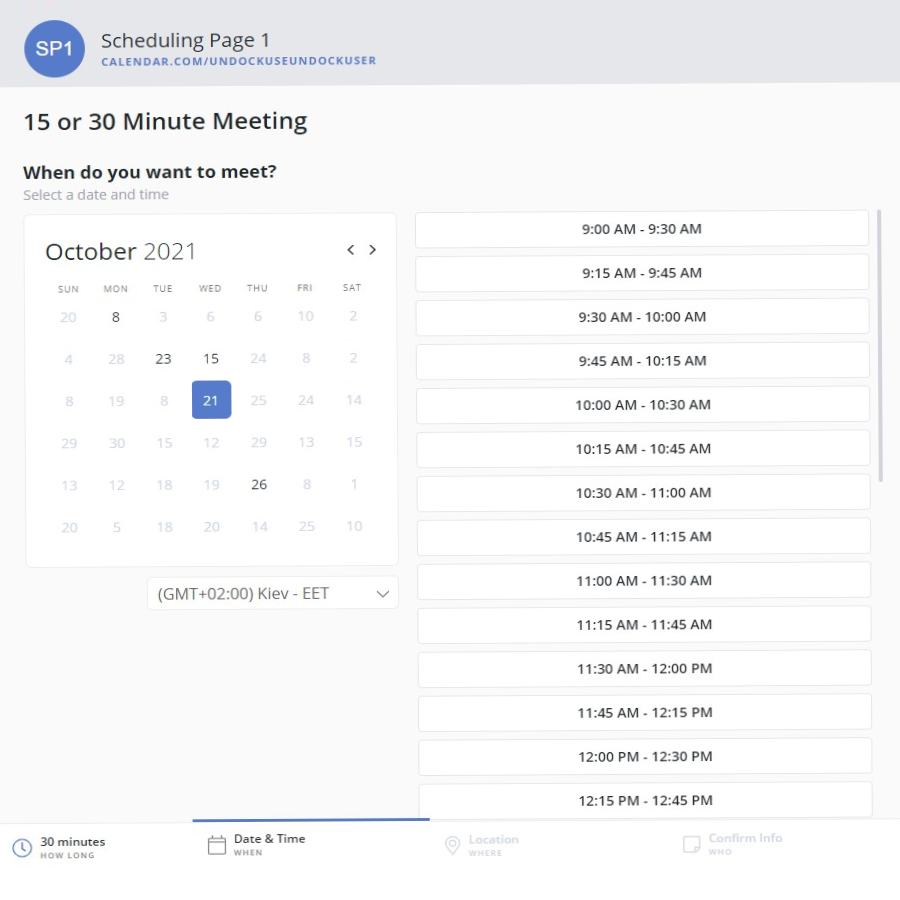 SP1
Scheduling Page 1
CALENDAR.COM/UNDOCKUSEUNDOCKUSER
15 or 30 Minute Meeting
When do you want to meet?
Select a date and time
October 2021
SUN MON TUE WED THU FRI SAT
20 8 3 6 6 10 2
4 28 23 15 24 8 2
8 19 8 21 25 24 14
29 30 15 12 29 13 15
13 12 18 19 26 8 1
20 5 18 20 14 25 10
(GMT+02:00) Kiev - EET
9:00 AM - 9:30 AM
9:15 AM - 9:45 AM
9:30 AM - 10:00 AM
9:45 AM - 10:15 AM
10:00 AM - 10:30 AM
10:15 AM - 10:45 AM
10:30 AM - 11:00 AM
10:45 AM - 11:15 AM
11:00 AM - 11:30 AM
11:15 AM - 11:45 AM
11:30 AM - 12:00 PM
11:45 AM - 12:15 PM
12:00 PM - 12:30 PM
12:15 PM - 12:45 PM
30 minutes
HOW LONG
Date & Time
WHEN
Location
WHERE
Confirm Info
WHO